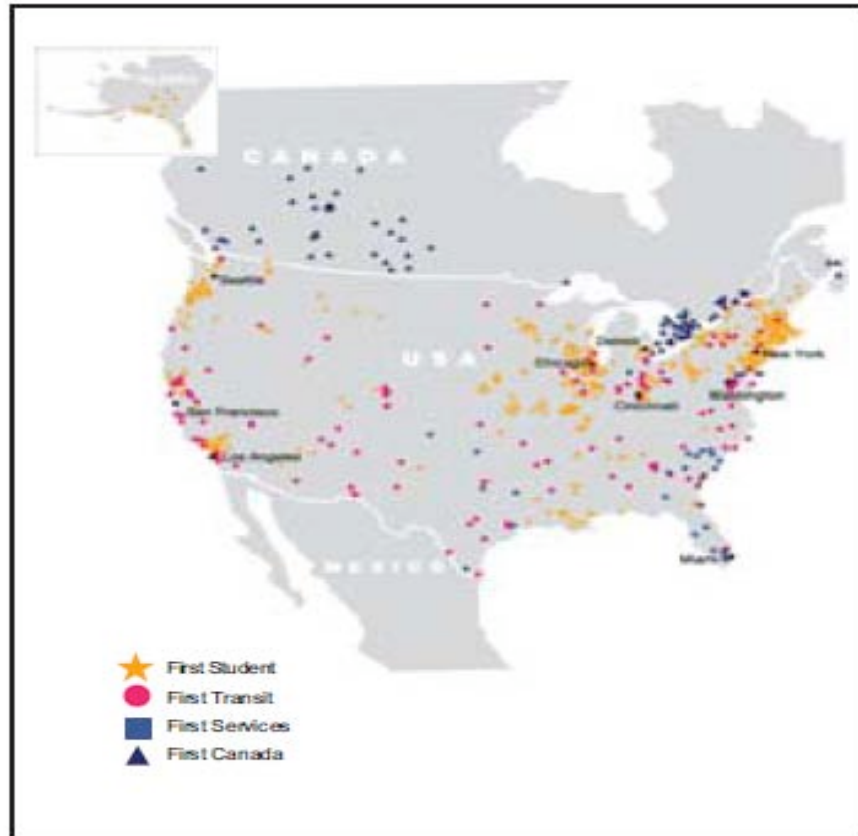 CANADA
Seattle
USA
Detroit
Chicago
New York
Cincinnati
Washington
San Francisco
Los Angeles
Miami
MEXICO
First Student
First Transit
First Services
First Canada